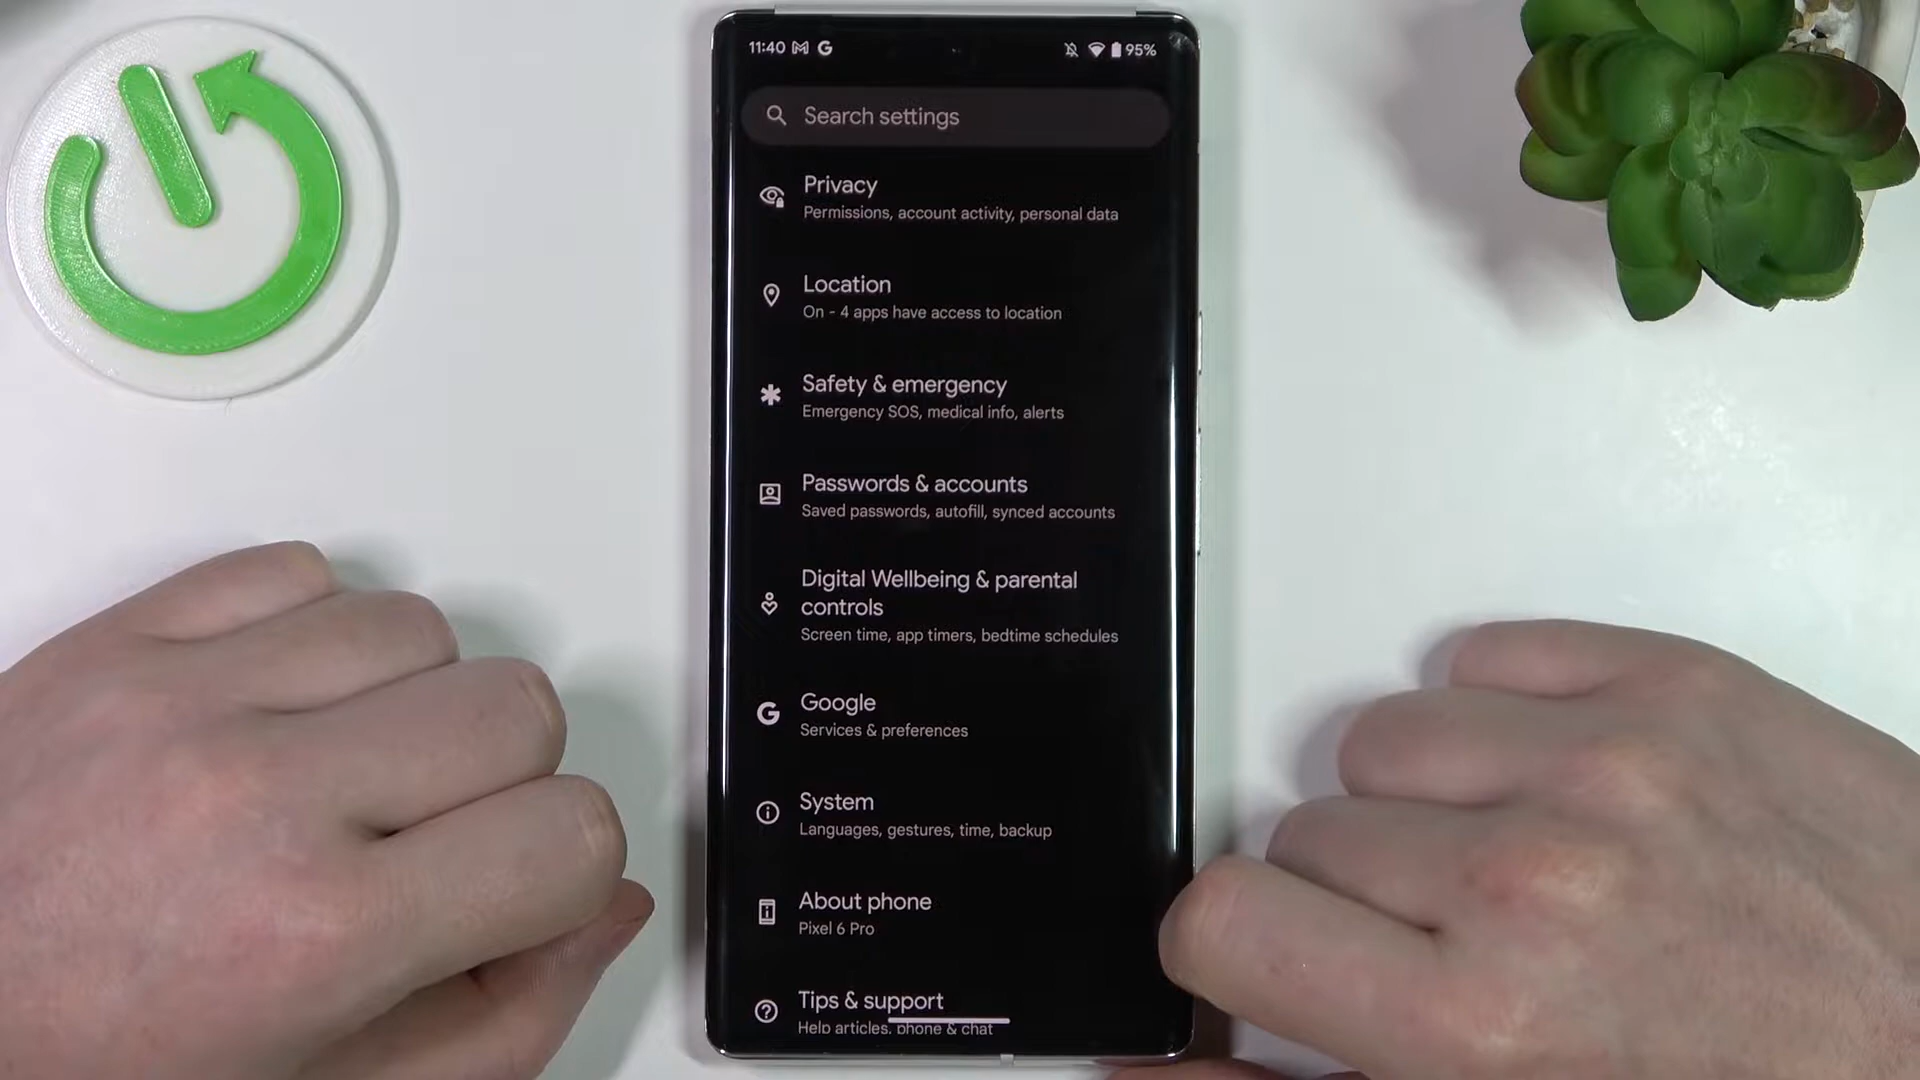 11:40 95%
Search settings
Privacy
Permissions, account activity, personal data
Location
On - 4 apps have access to location
Safety & emergency
Emergency SOS, medical info, alerts
Passwords & accounts
Saved passwords, autofill, synced accounts
Digital Wellbeing & parental
controls
Screen time, app timers, bedtime schedules
Google
Services & preferences
System
Languages, gestures, time, backup
About phone
Pixel 6 Pro
Tips & support
Help articles, phone & chat